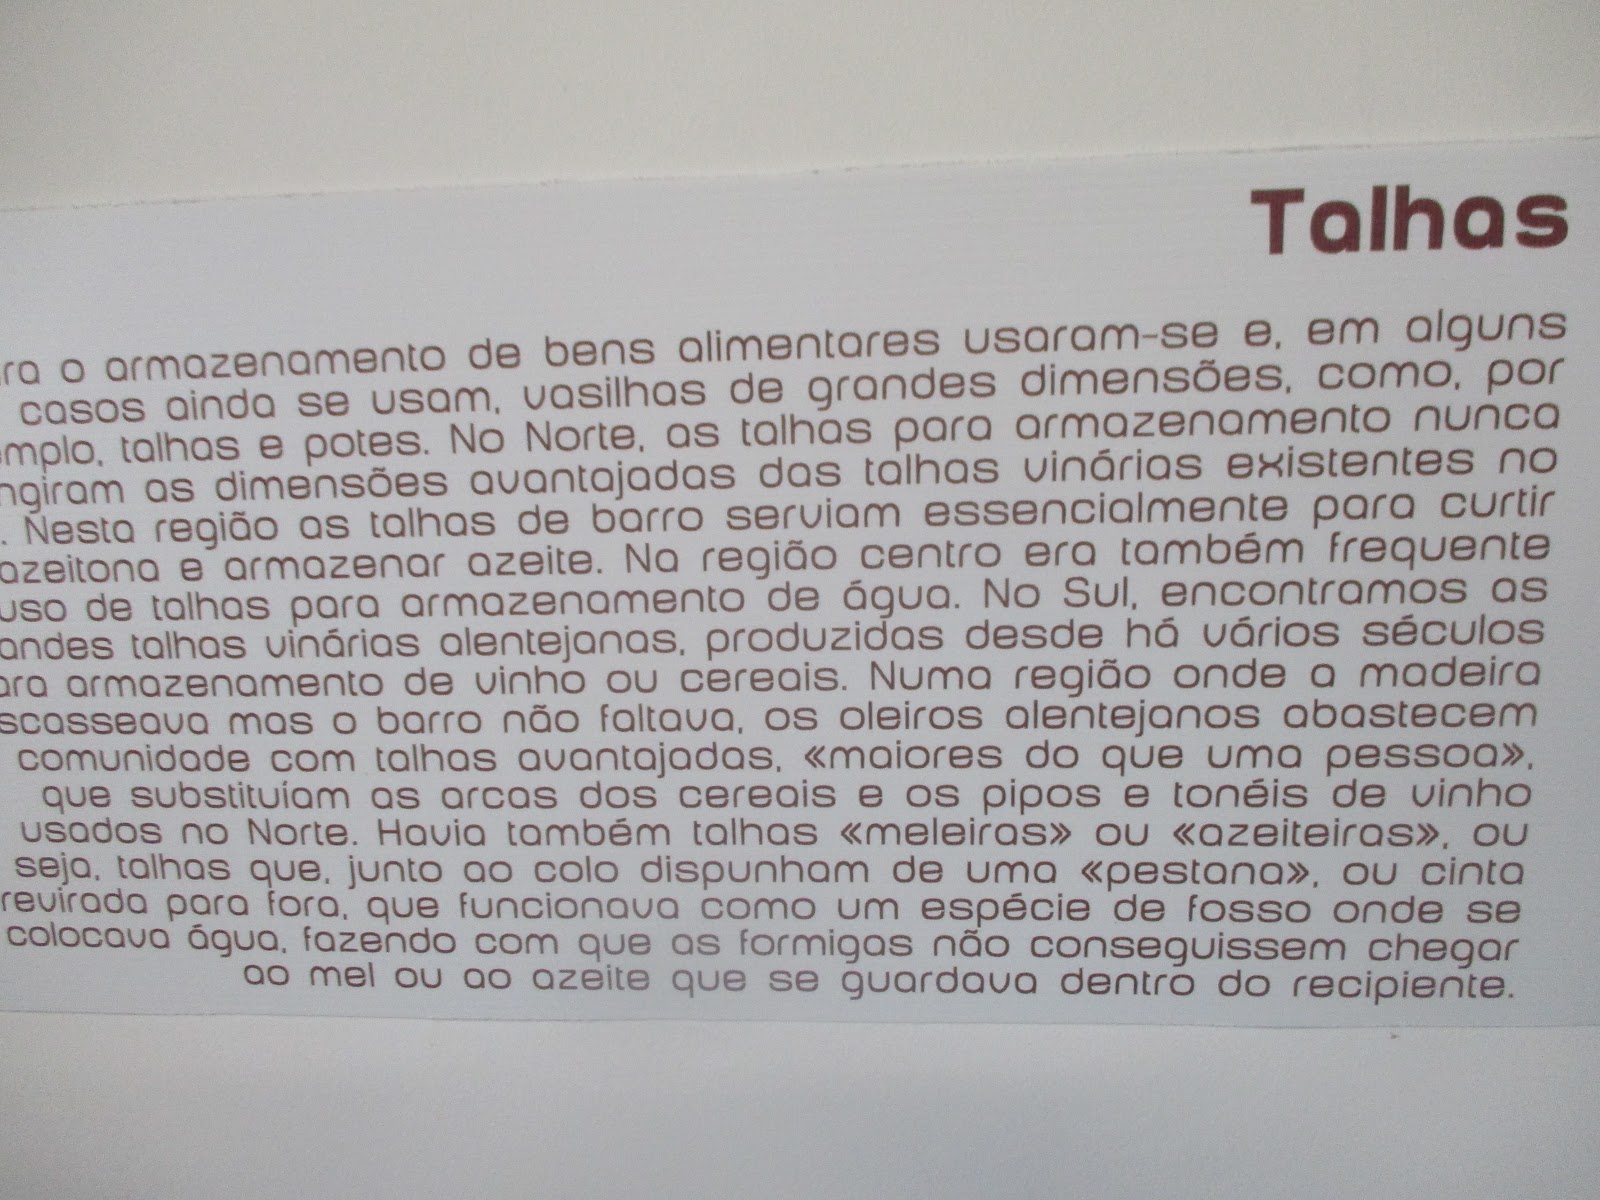 Talhas
ra o armazenamento de bens alimentares usaram-se e, em alguns
casos ainda se usam, vasilhas de grandes dimensões, como, por
emplo, talhas e potes. No Norte, as talhas para armazenamento nunca
ngiram as dimensões avantajadas das talhas vinárias existentes no
. Nesta região as talhas de barro serviam essencialmente para curtir
azeitona e armazenar azeite. Na região centro era também frequente
uso de talhas para armazenamento de água. No Sul, encontramos as
andes talhas vinárias alentejanas, produzidas desde há vários séculos
ara armazenamento de vinho ou cereais. Numa região onde a madeira
scasseava mas o barro não faltava, os oleiros alentejanos abastecem
comunidade com talhas avantajadas, «maiores do que uma pessoa»,
que substituíam as arcas dos cereais e os pipos e tonéis de vinho
usados no Norte. Havia também talhas «meleiras» ou «azeiteiras», ou
seja, talhas que, junto ao colo dispunham de uma «pestana», ou cinta
revirada para fora, que funcionava como um espécie de fosso onde se
colocava água, fazendo com que as formigas não conseguissem chegar
ao mel ou ao azeite que se guardava dentro do recipiente.